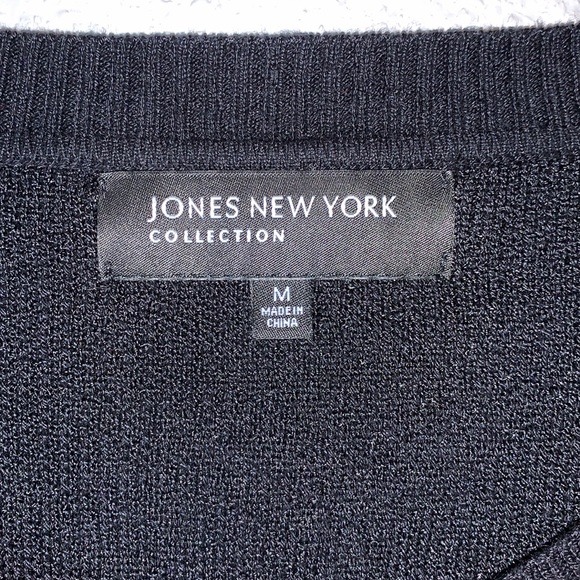 JONES NEW YORK
COLLECTION
M
MADE IN
CHINA